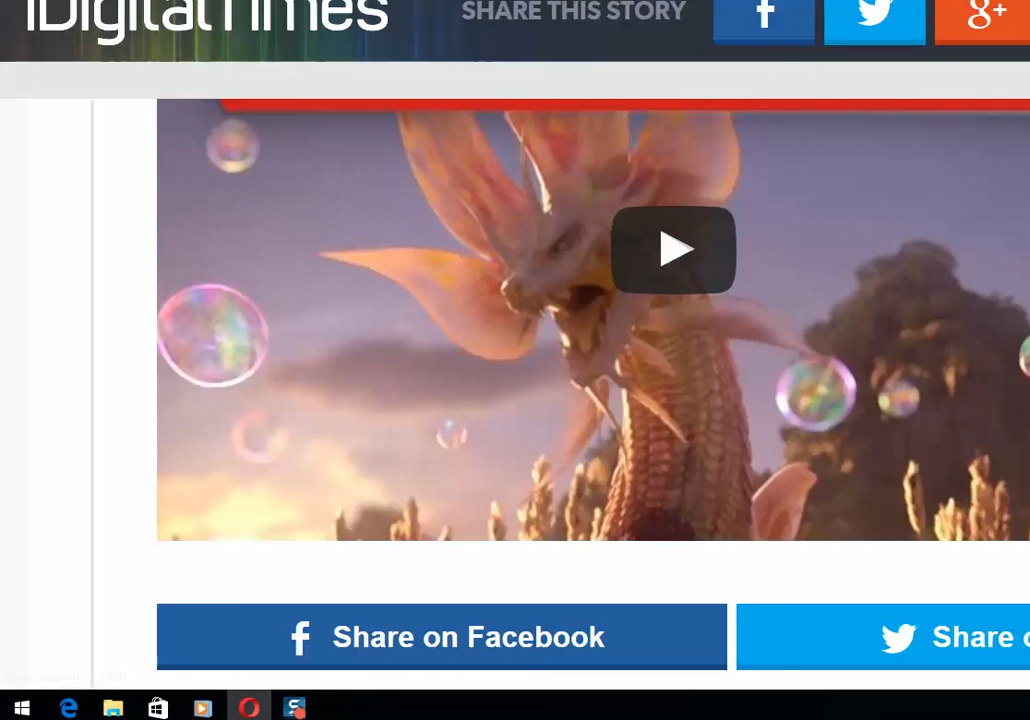 iDigitalTimes
SHARE THIS STORY
f
g+
f Share on Facebook
Share